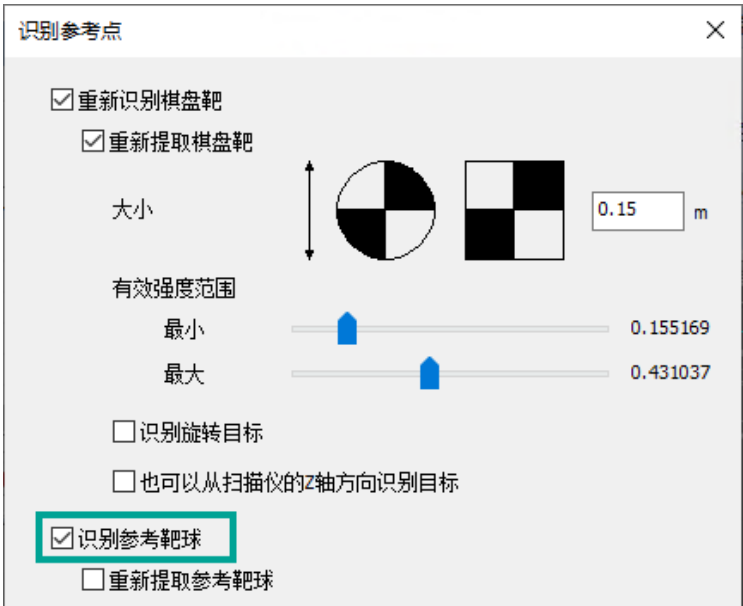 识别参考点
重新识别棋盘靶
重新提取棋盘靶
大小
0.15 m
有效强度范围
最小 0.155169
最大 0.431037
识别旋转目标
也可以从扫描仪的Z轴方向识别目标
识别参考靶球
重新提取参考靶球